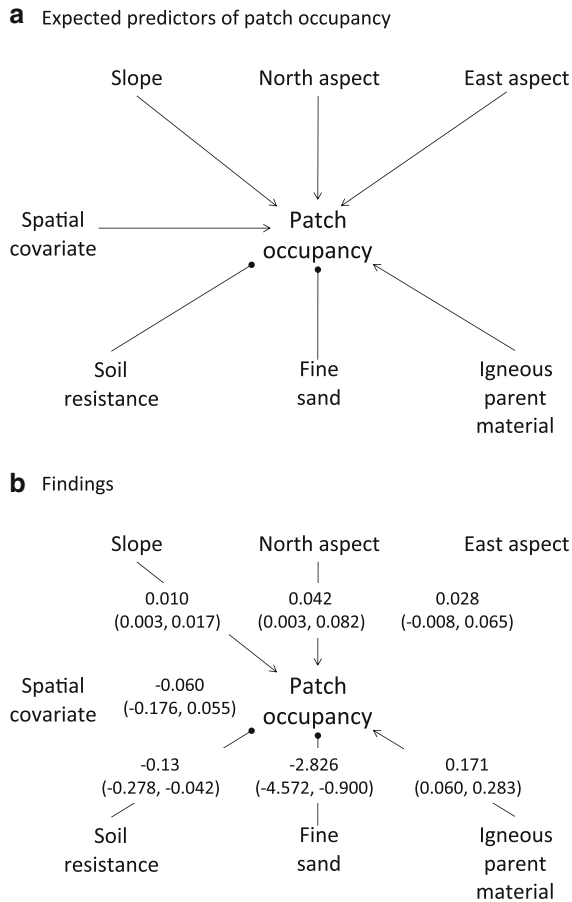 a Expected predictors of patch occupancy
Slope North aspect East aspect
Spatial
covariate
Patch
occupancy
Soil
resistance
Fine
sand
Igneous
parent
material
b Findings
Slope North aspect East aspect
0.010
(0.003, 0.017)
0.042
(0.003, 0.082)
0.028
(-0.008, 0.065)
Spatial
covariate
-0.060
(-0.176, 0.055)
Patch
occupancy
-0.13
(-0.278, -0.042)
-2.826
(-4.572, -0.900)
0.171
(0.060, 0.283)
Soil
resistance
Fine
sand
Igneous
parent
material